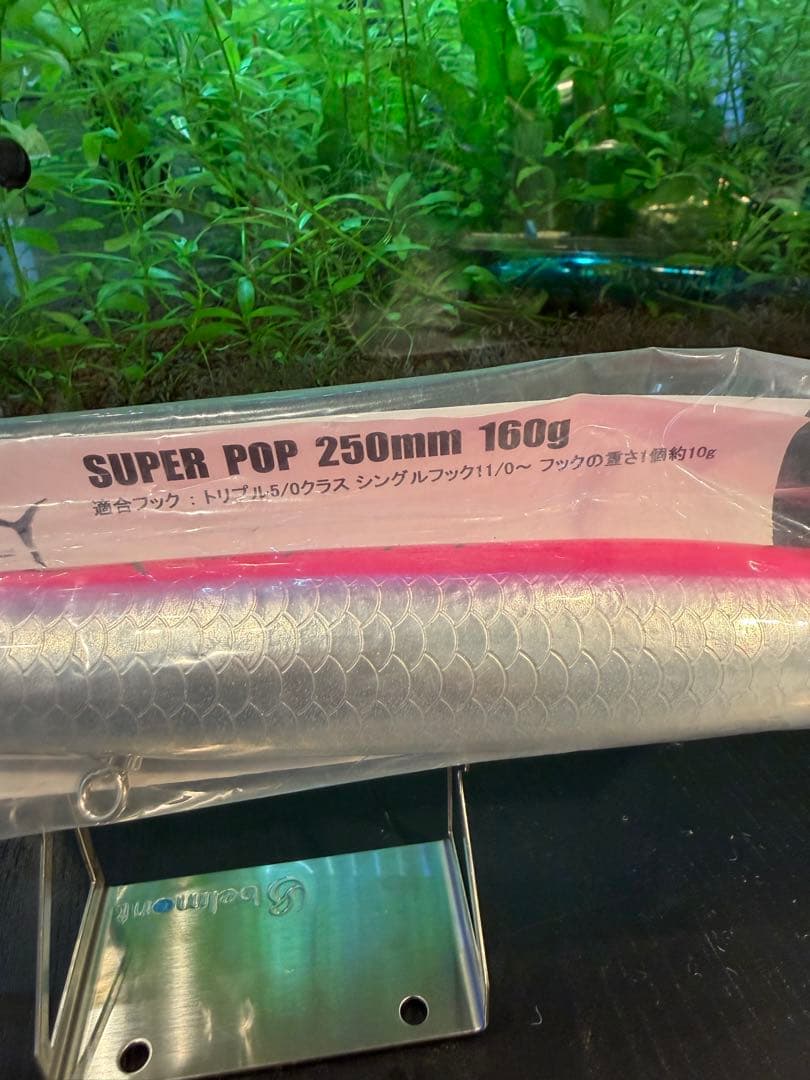 SUPER POP 250mm 160g
適合フック：トリプル5/0クラス シングルフック11/0～ フックの重さ1個約10g
belmont